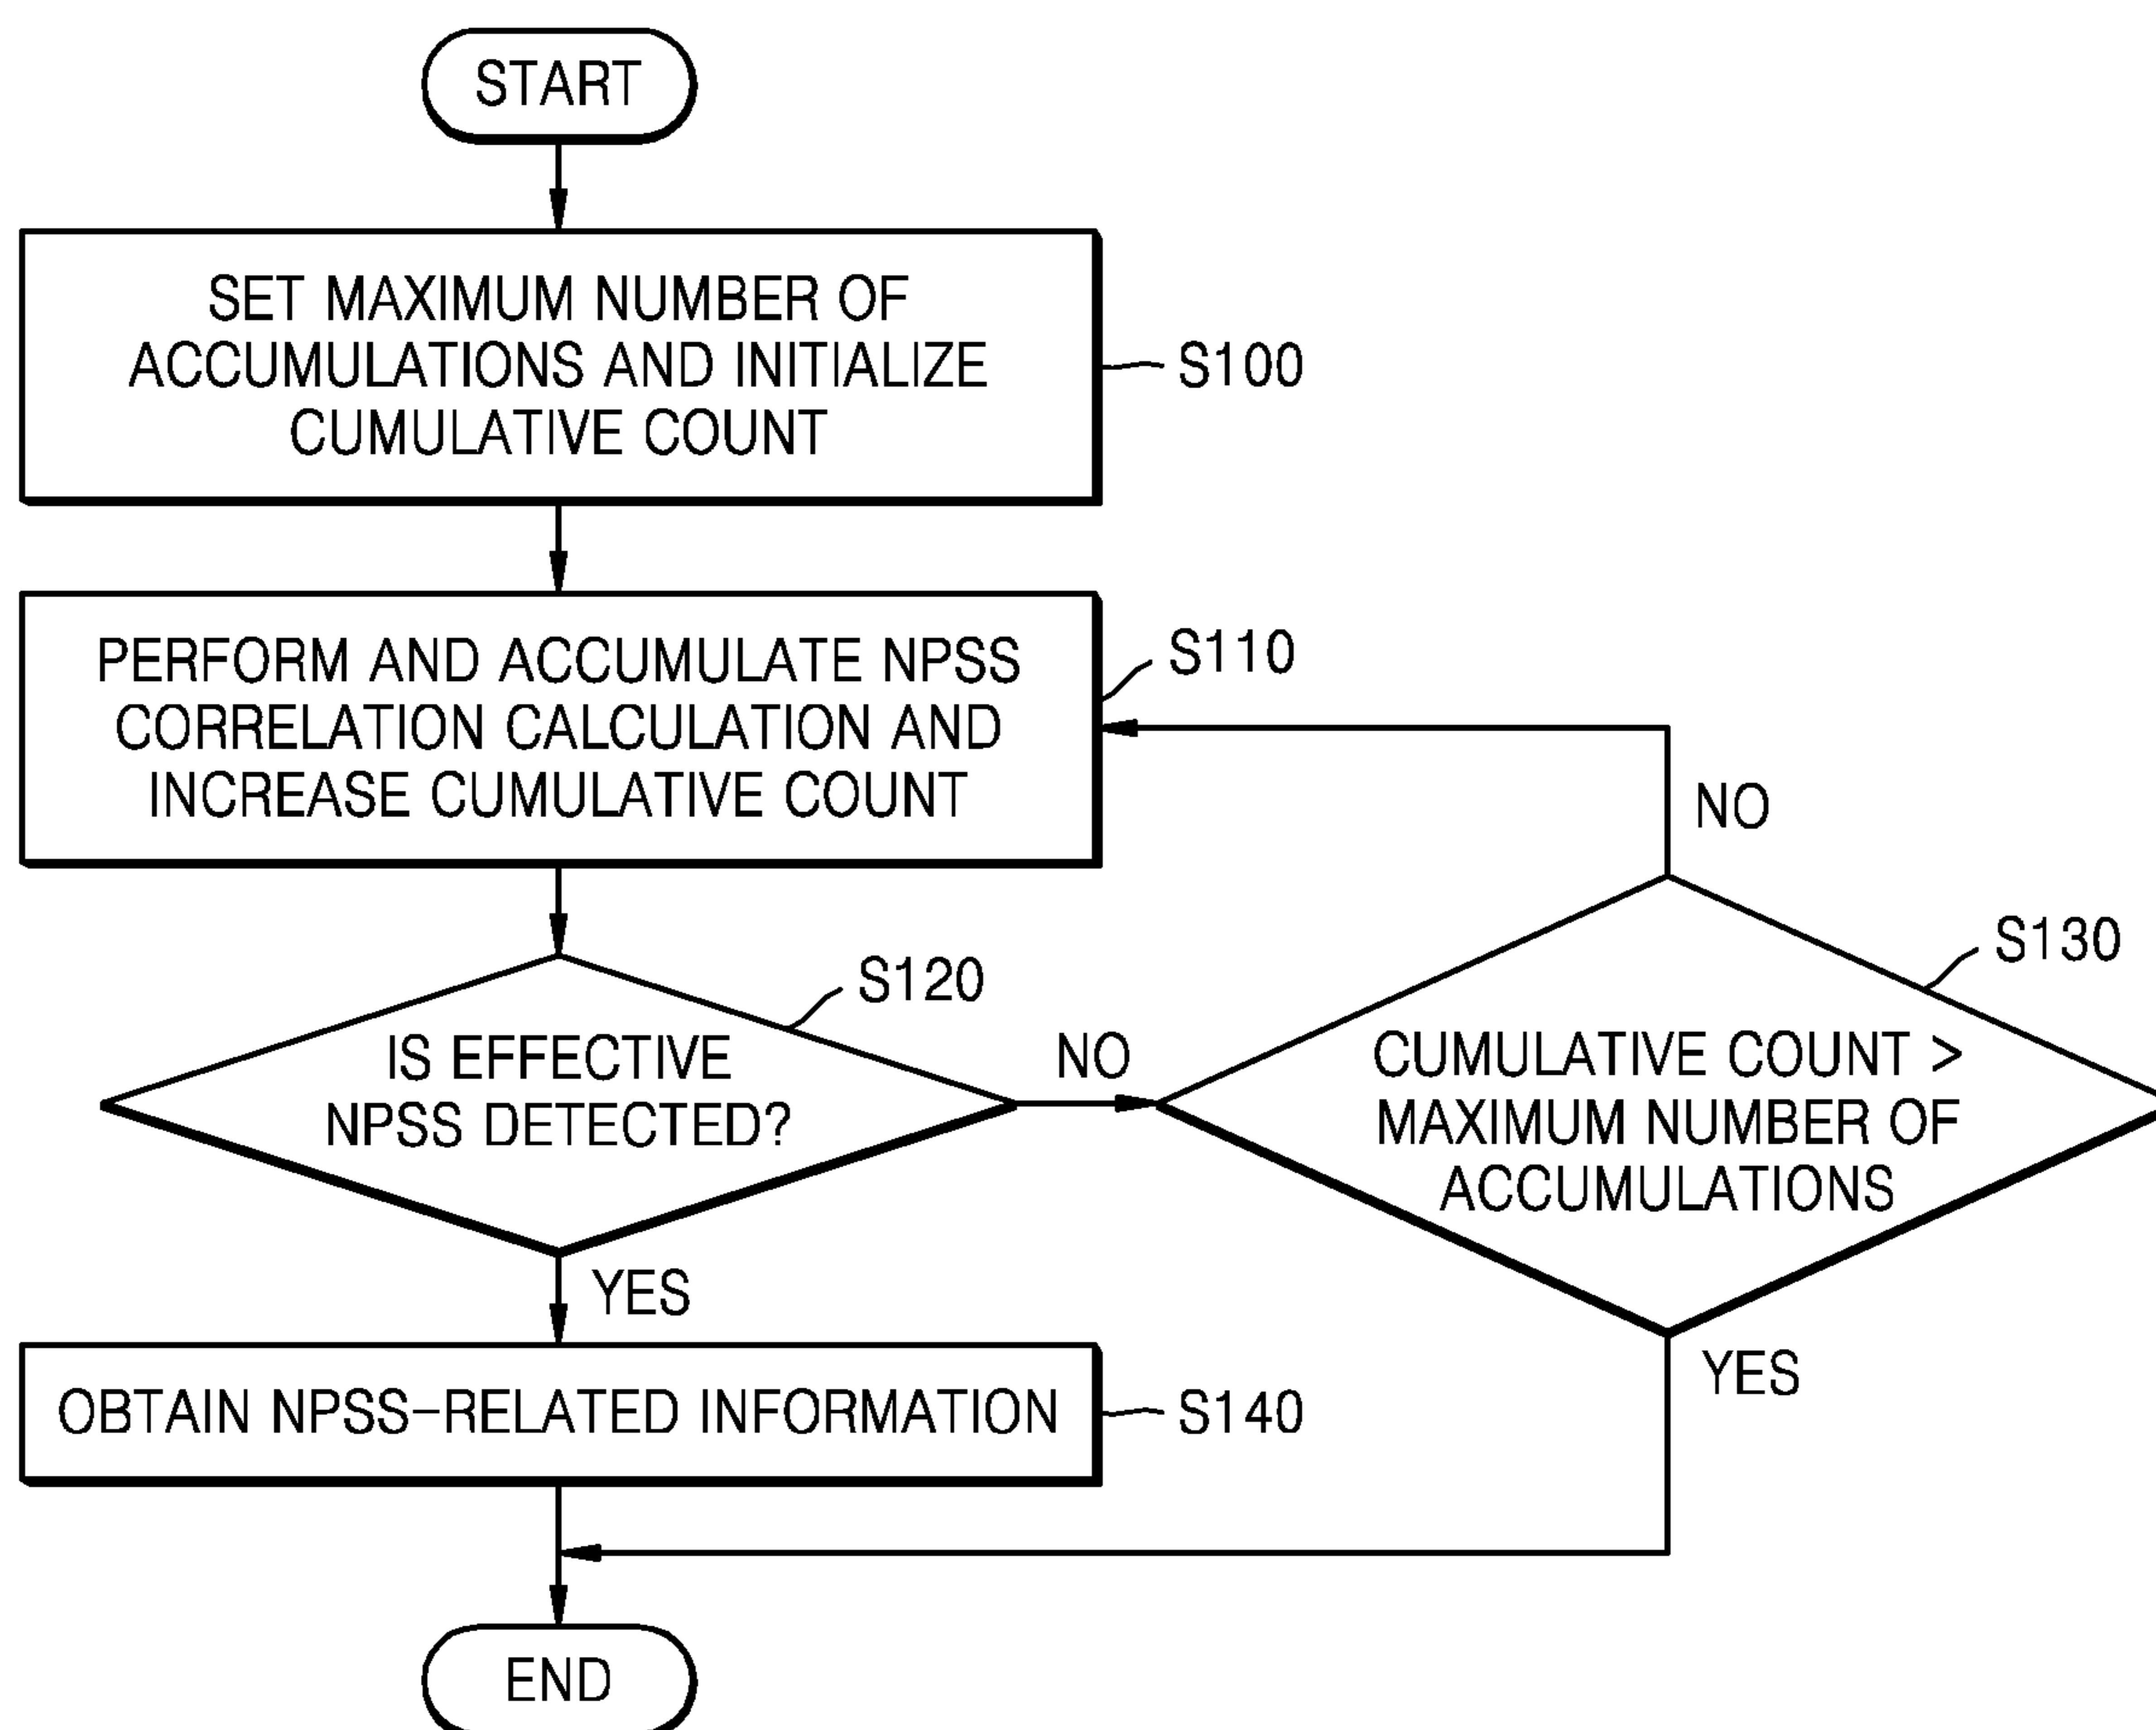 START
SET MAXIMUM NUMBER OF
ACCUMULATIONS AND INITIALIZE
CUMULATIVE COUNT
S100
PERFORM AND ACCUMULATE NPSS
CORRELATION CALCULATION AND
INCREASE CUMULATIVE COUNT
S110
NO
IS EFFECTIVE
NPSS DETECTED?
S120
NO
CUMULATIVE COUNT >
MAXIMUM NUMBER OF
ACCUMULATIONS
S130
YES
YES
OBTAIN NPSS-RELATED INFORMATION
S140
END